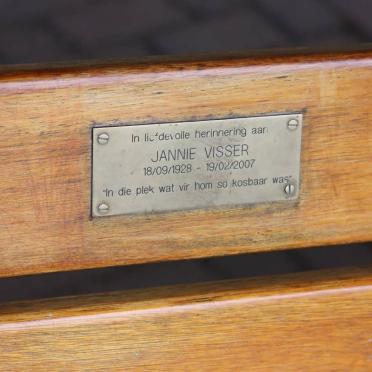 In liefdevolle herinnering aan
JANNIE VISSER
18/09/1928 - 19/02/2007
"In die plek wat vir hom so kosbaar was"